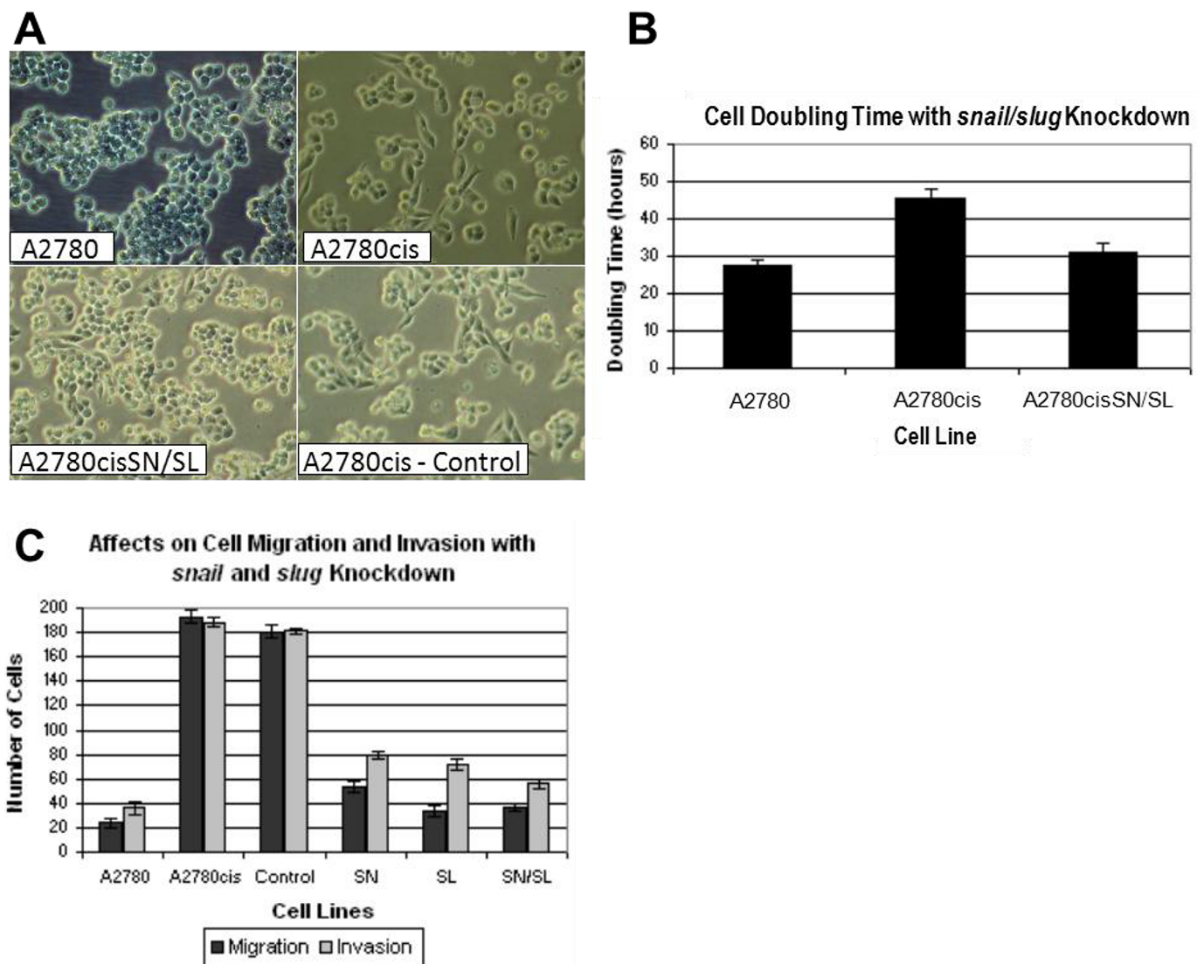 A
A2780
A2780cis
A2780cisSN/SL
A2780cis - Control
B
Cell Doubling Time with snail/slug Knockdown
Doubling Time (hours)
60
50
40
30
20
10
0
A2780
A2780cis
A2780cisSN/SL
Cell Line
C
Affects on Cell Migration and Invasion with
snail and slug Knockdown
Number of Cells
200
180
160
140
120
100
80
60
40
20
0
A2780
A2780cis
Control
SN
SL
SN/SL
Cell Lines
Migration
Invasion